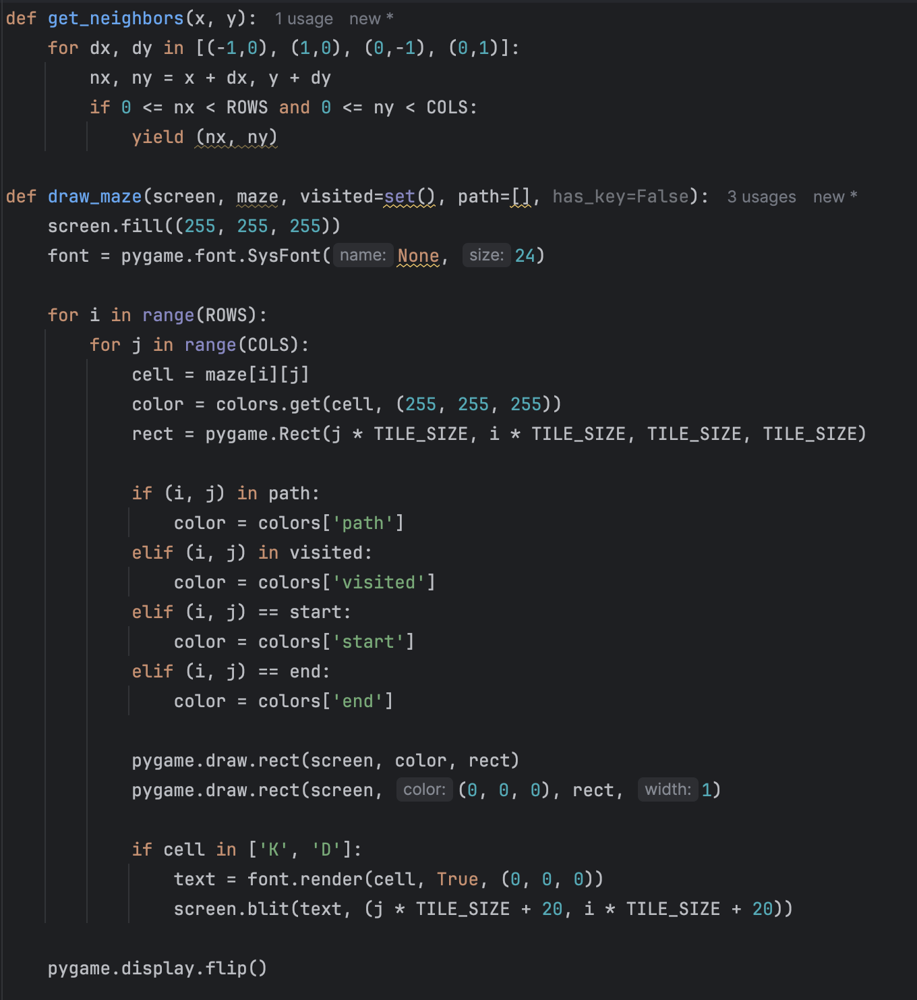 def get_neighbors(x, y):  1 usage  new *
    for dx, dy in [(-1,0), (1,0), (0,-1), (0,1)]:
        nx, ny = x + dx, y + dy
        if 0 <= nx < ROWS and 0 <= ny < COLS:
            yield (nx, ny)

def draw_maze(screen, maze, visited=set(), path=[], has_key=False):  3 usages  new *
    screen.fill((255, 255, 255))
    font = pygame.font.SysFont( name: None,  size: 24)

    for i in range(ROWS):
        for j in range(COLS):
            cell = maze[i][j]
            color = colors.get(cell, (255, 255, 255))
            rect = pygame.Rect(j * TILE_SIZE, i * TILE_SIZE, TILE_SIZE, TILE_SIZE)

            if (i, j) in path:
                color = colors['path']
            elif (i, j) in visited:
                color = colors['visited']
            elif (i, j) == start:
                color = colors['start']
            elif (i, j) == end:
                color = colors['end']

            pygame.draw.rect(screen, color, rect)
            pygame.draw.rect(screen,  color: (0, 0, 0), rect,  width: 1)

            if cell in ['K', 'D']:
                text = font.render(cell, True, (0, 0, 0))
                screen.blit(text, (j * TILE_SIZE + 20, i * TILE_SIZE + 20))

    pygame.display.flip()